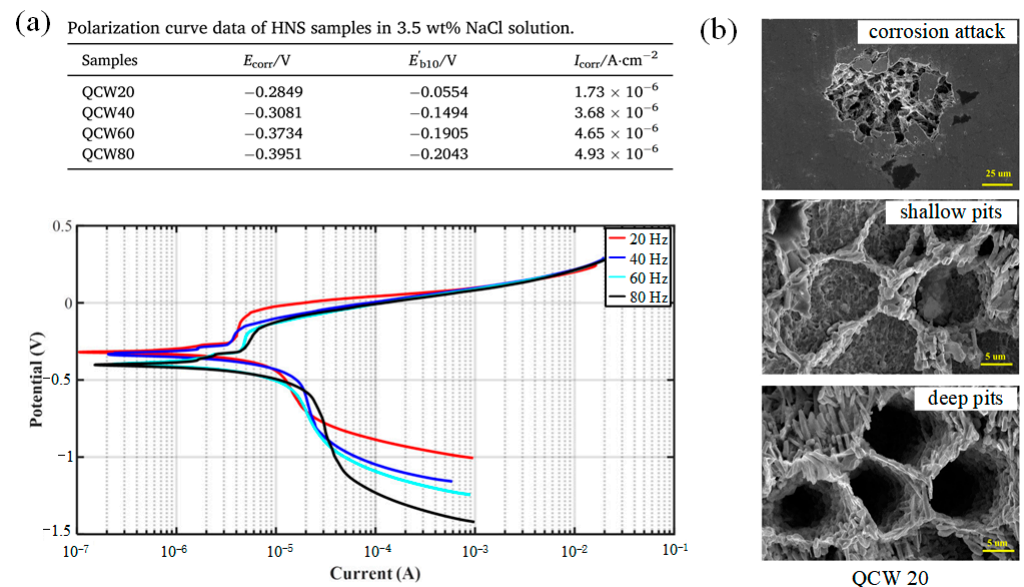 (a)
Polarization curve data of HNS samples in 3.5 wt% NaCl solution.
Samples E_corr/V E′_b10/V I_corr/A·cm⁻²
QCW20 −0.2849 −0.0554 1.73 × 10⁻⁶
QCW40 −0.3081 −0.1494 3.68 × 10⁻⁶
QCW60 −0.3734 −0.1905 4.65 × 10⁻⁶
QCW80 −0.3951 −0.2043 4.93 × 10⁻⁶
0.5
0
−0.5
−1
−1.5
Potential (V)
20 Hz
40 Hz
60 Hz
80 Hz
10⁻⁷ 10⁻⁶ 10⁻⁵ 10⁻⁴ 10⁻³ 10⁻² 10⁻¹
Current (A)
(b)
corrosion attack
25 um
shallow pits
5 um
deep pits
5 um
QCW 20